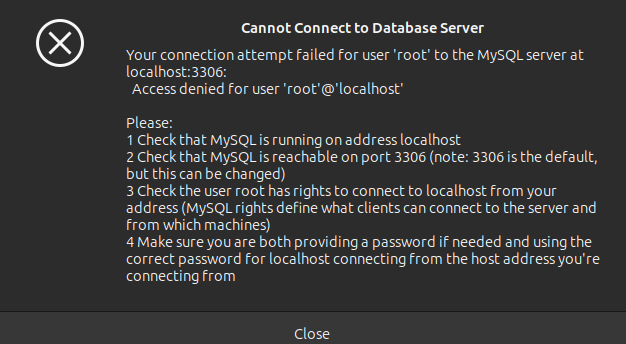 Cannot Connect to Database Server
Your connection attempt failed for user 'root' to the MySQL server at
localhost:3306:
Access denied for user 'root'@'localhost'
Please:
1 Check that MySQL is running on address localhost
2 Check that MySQL is reachable on port 3306 (note: 3306 is the default,
but this can be changed)
3 Check the user root has rights to connect to localhost from your
address (MySQL rights define what clients can connect to the server and
from which machines)
4 Make sure you are both providing a password if needed and using the
correct password for localhost connecting from the host address you're
connecting from
Close